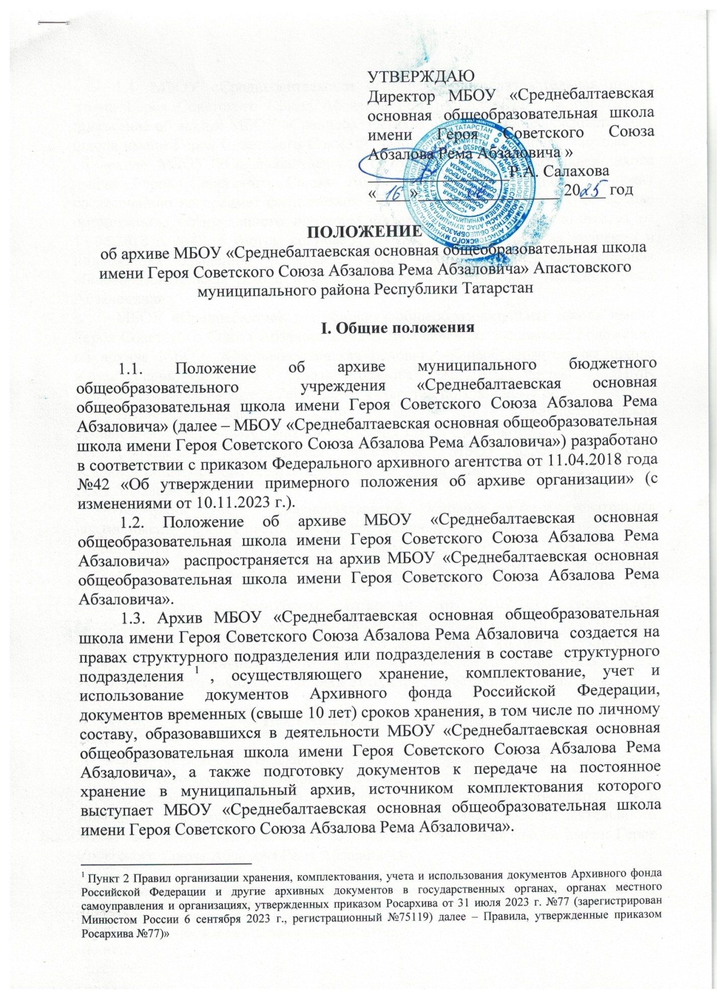 УТВЕРЖДАЮ
Директор МБОУ «Среднебалтаевская
основная общеобразовательная школа
имени Героя Советского Союза
Абзалова Рема Абзаловича »
Р.А. Салахова
« 16 » 2025 год
ПОЛОЖЕНИЕ
об архиве МБОУ «Среднебалтаевская основная общеобразовательная школа
имени Героя Советского Союза Абзалова Рема Абзаловича» Апастовского
муниципального района Республики Татарстан
I. Общие положения
1.1. Положение об архиве муниципального бюджетного
общеобразовательного учреждения «Среднебалтаевская основная
общеобразовательная школа имени Героя Советского Союза Абзалова Рема
Абзаловича» (далее – МБОУ «Среднебалтаевская основная общеобразовательная
школа имени Героя Советского Союза Абзалова Рема Абзаловича») разработано
в соответствии с приказом Федерального архивного агентства от 11.04.2018 года
№42 «Об утверждении примерного положения об архиве организации» (с
изменениями от 10.11.2023 г.).
1.2. Положение об архиве МБОУ «Среднебалтаевская основная
общеобразовательная школа имени Героя Советского Союза Абзалова Рема
Абзаловича» распространяется на архив МБОУ «Среднебалтаевская основная
общеобразовательная школа имени Героя Советского Союза Абзалова Рема
Абзаловича».
1.3. Архив МБОУ «Среднебалтаевская основная общеобразовательная
школа имени Героя Советского Союза Абзалова Рема Абзаловича создается на
правах структурного подразделения или подразделения в составе структурного
подразделения 1 , осуществляющего хранение, комплектование, учет и
использование документов Архивного фонда Российской Федерации,
документов временных (свыше 10 лет) сроков хранения, в том числе по личному
составу, образовавшихся в деятельности МБОУ «Среднебалтаевская основная
общеобразовательная школа имени Героя Советского Союза Абзалова Рема
Абзаловича», а также подготовку документов к передаче на постоянное
хранение в муниципальный архив, источником комплектования которого
выступает МБОУ «Среднебалтаевская основная общеобразовательная школа
имени Героя Советского Союза Абзалова Рема Абзаловича».
1 Пункт 2 Правил организации хранения, комплектования, учета и использования документов Архивного фонда
Российской Федерации и другие архивных документов в государственных органах, органах местного
самоуправления и организациях, утвержденных приказом Росархива от 31 июля 2023 г. №77 (зарегистрирован
Минюстом России 6 сентября 2023 г., регистрационный №75119) далее – Правила, утвержденные приказом
Росархива №77)»